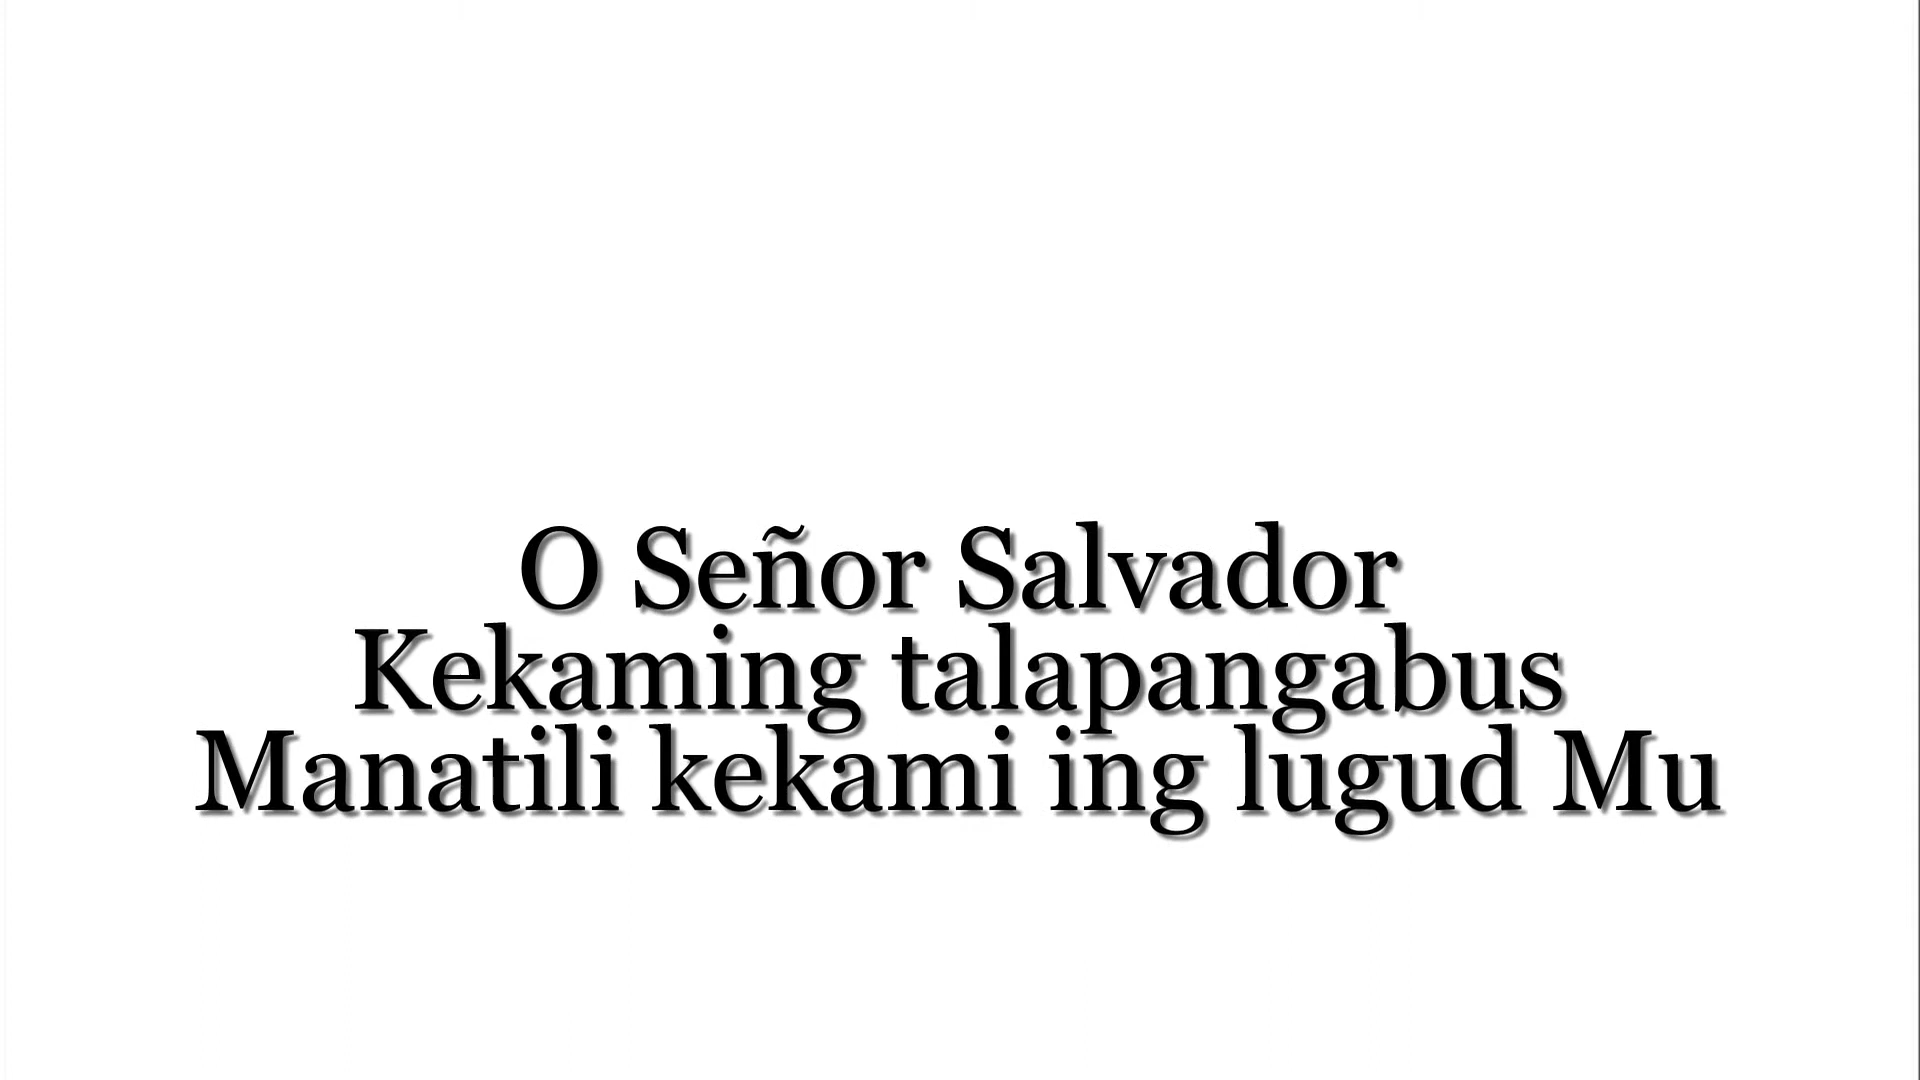 O Señor Salvador
Kekaming talapangabus
Manatili kekami ing lugud Mu